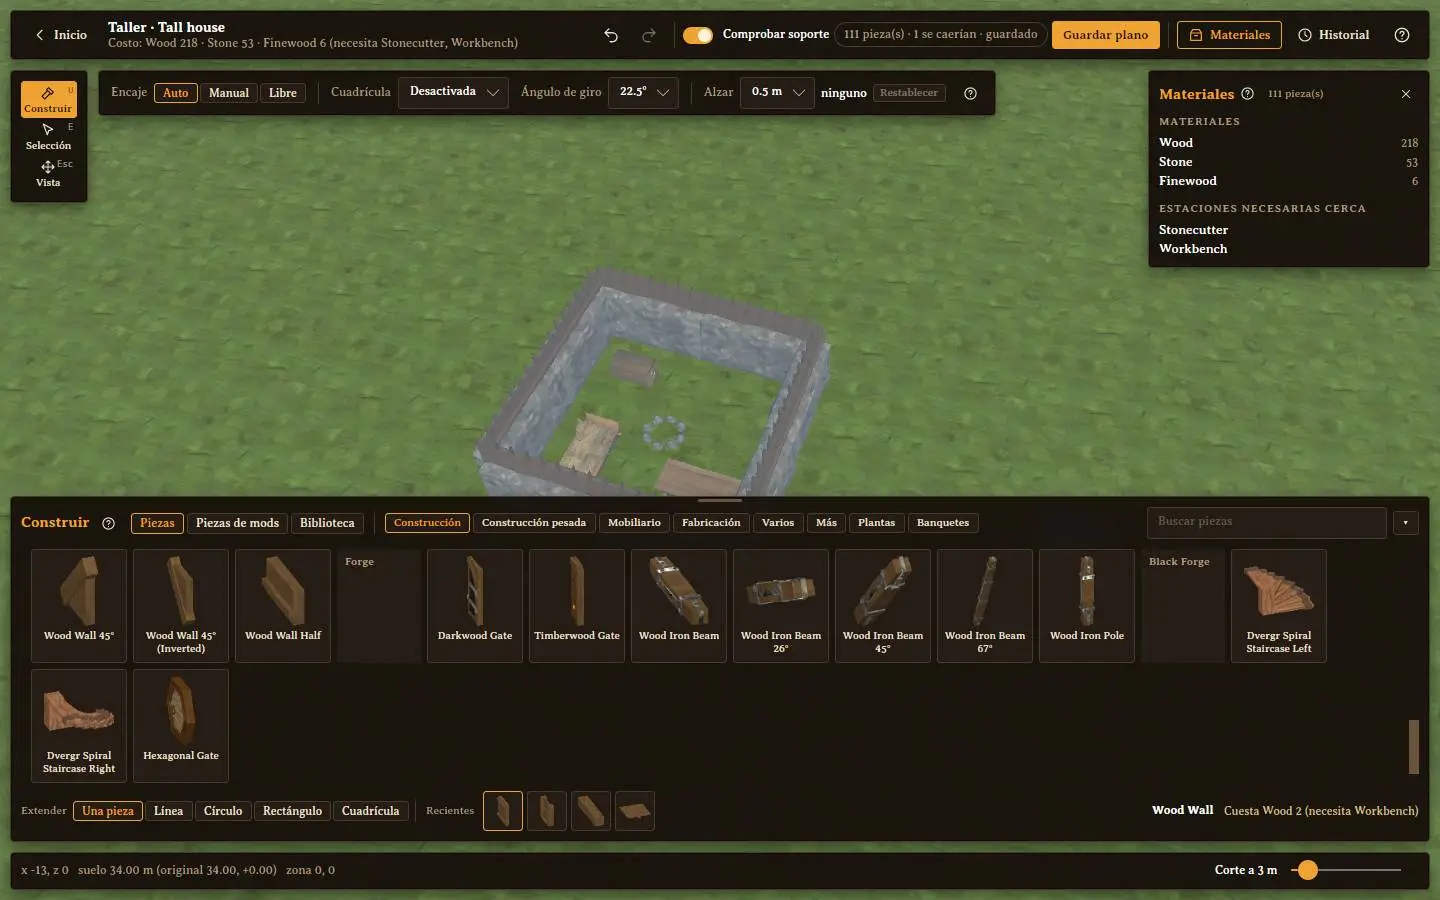 Inicio
Taller · Tall house
Costo: Wood 218 · Stone 53 · Finewood 6 (necesita Stonecutter, Workbench)
Comprobar soporte
111 pieza(s) · 1 se caerían · guardado
Guardar plano
Materiales
Historial
Construir U
Selección E
Vista Esc
Encaje Auto Manual Libre
Cuadrícula Desactivada
Ángulo de giro 22.5°
Alzar 0.5 m ninguno Restablecer
Materiales 111 pieza(s)
MATERIALES
Wood 218
Stone 53
Finewood 6
ESTACIONES NECESARIAS CERCA
Stonecutter
Workbench
Construir
Piezas Piezas de mods Biblioteca
Construcción Construcción pesada Mobiliario Fabricación Varios Más Plantas Banquetes
Buscar piezas
Wood Wall 45°
Wood Wall 45° (Inverted)
Wood Wall Half
Forge
Darkwood Gate
Timberwood Gate
Wood Iron Beam
Wood Iron Beam 26°
Wood Iron Beam 45°
Wood Iron Beam 67°
Wood Iron Pole
Black Forge
Dvergr Spiral Staircase Left
Dvergr Spiral Staircase Right
Hexagonal Gate
Extender Una pieza Línea Círculo Rectángulo Cuadrícula
Recientes
Wood Wall Cuesta Wood 2 (necesita Workbench)
x -13, z 0 suelo 34.00 m (original 34.00, +0.00) zona 0, 0
Corte a 3 m